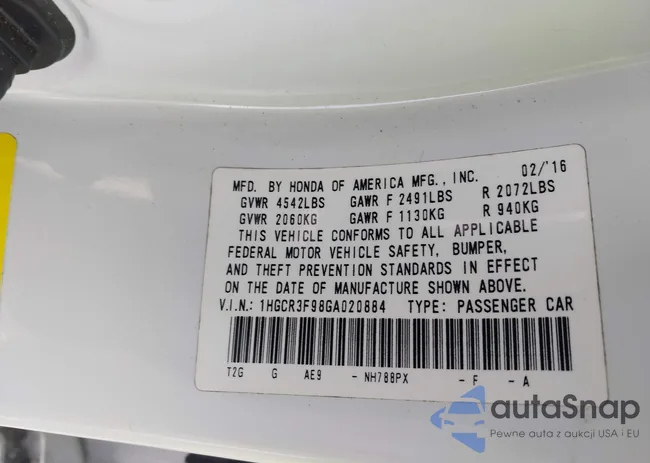 MFD. BY HONDA OF AMERICA MFG., INC. 02/'16
GVWR 4542LBS GAWR F 2491LBS R 2072LBS
GVWR 2060KG GAWR F 1130KG R 940KG
THIS VEHICLE CONFORMS TO ALL APPLICABLE
FEDERAL MOTOR VEHICLE SAFETY, BUMPER,
AND THEFT PREVENTION STANDARDS IN EFFECT
ON THE DATE OF MANUFACTURE SHOWN ABOVE.
V.I.N.: 1HGCR3F98GA020884 TYPE: PASSENGER CAR
T2G G AE9 - NH788PX - F - A
autaSnap
Pewne auta z aukcji USA i EU